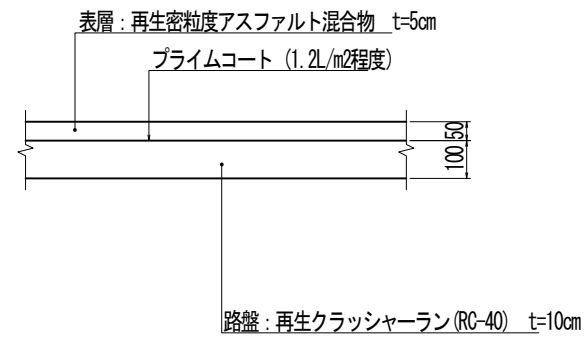 表層：再生密粒度アスファルト混合物　t=5cm
プライムコート (1.2L/m2程度)
50
100
路盤：再生クラッシャーラン(RC-40)　t=10cm